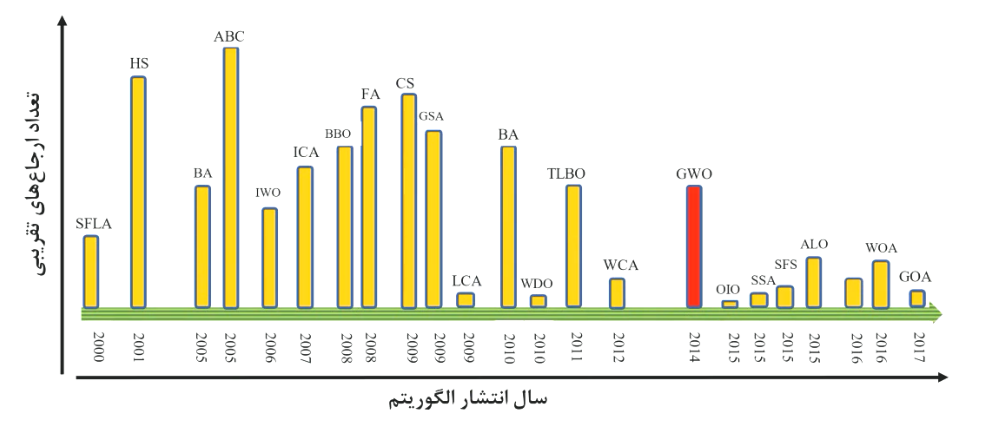 تعداد ارجاع‌های تقریبی
SFLA
HS
BA
ABC
IWO
ICA
BBO
FA
CS
GSA
LCA
BA
WDO
TLBO
WCA
GWO
OIO
SSA
SFS
ALO
WOA
GOA
2000
2001
2005
2005
2006
2007
2008
2008
2009
2009
2009
2010
2010
2011
2012
2014
2015
2015
2015
2015
2016
2016
2017
سال انتشار الگوریتم